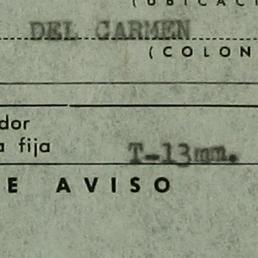 (UBICACI
DEL CARMEN
(COLON
dor
a fija
T-13mm.
E AVISO